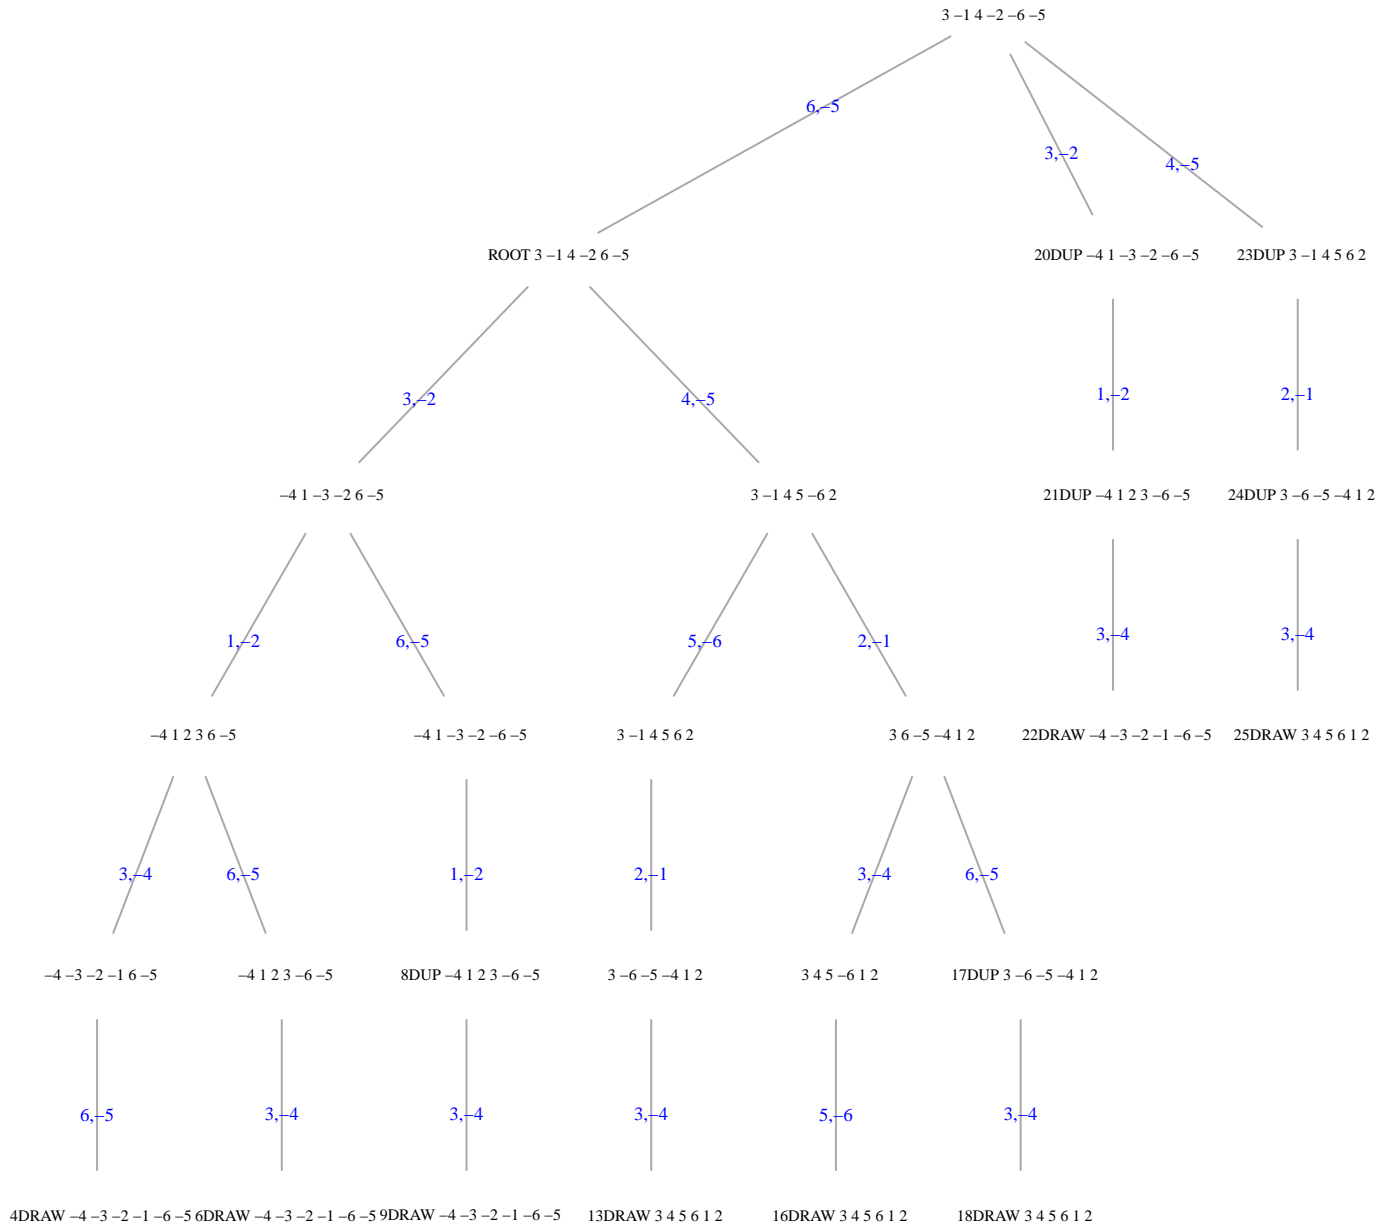 3 –1 4 –2 –6 –5
6,–5
3,–2
4,–5
ROOT 3 –1 4 –2 6 –5
20DUP –4 1 –3 –2 –6 –5
23DUP 3 –1 4 5 6 2
3,–2
4,–5
1,–2
2,–1
–4 1 –3 –2 6 –5
3 –1 4 5 –6 2
21DUP –4 1 2 3 –6 –5
24DUP 3 –6 –5 –4 1 2
1,–2
6,–5
5,–6
2,–1
3,–4
3,–4
–4 1 2 3 6 –5
–4 1 –3 –2 –6 –5
3 –1 4 5 6 2
3 6 –5 –4 1 2
22DRAW –4 –3 –2 –1 –6 –5
25DRAW 3 4 5 6 1 2
3,–4
6,–5
1,–2
2,–1
3,–4
6,–5
–4 –3 –2 –1 6 –5
–4 1 2 3 –6 –5
8DUP –4 1 2 3 –6 –5
3 –6 –5 –4 1 2
3 4 5 –6 1 2
17DUP 3 –6 –5 –4 1 2
6,–5
3,–4
3,–4
3,–4
5,–6
3,–4
4DRAW –4 –3 –2 –1 –6 –5
6DRAW –4 –3 –2 –1 –6 –5
9DRAW –4 –3 –2 –1 –6 –5
13DRAW 3 4 5 6 1 2
16DRAW 3 4 5 6 1 2
18DRAW 3 4 5 6 1 2